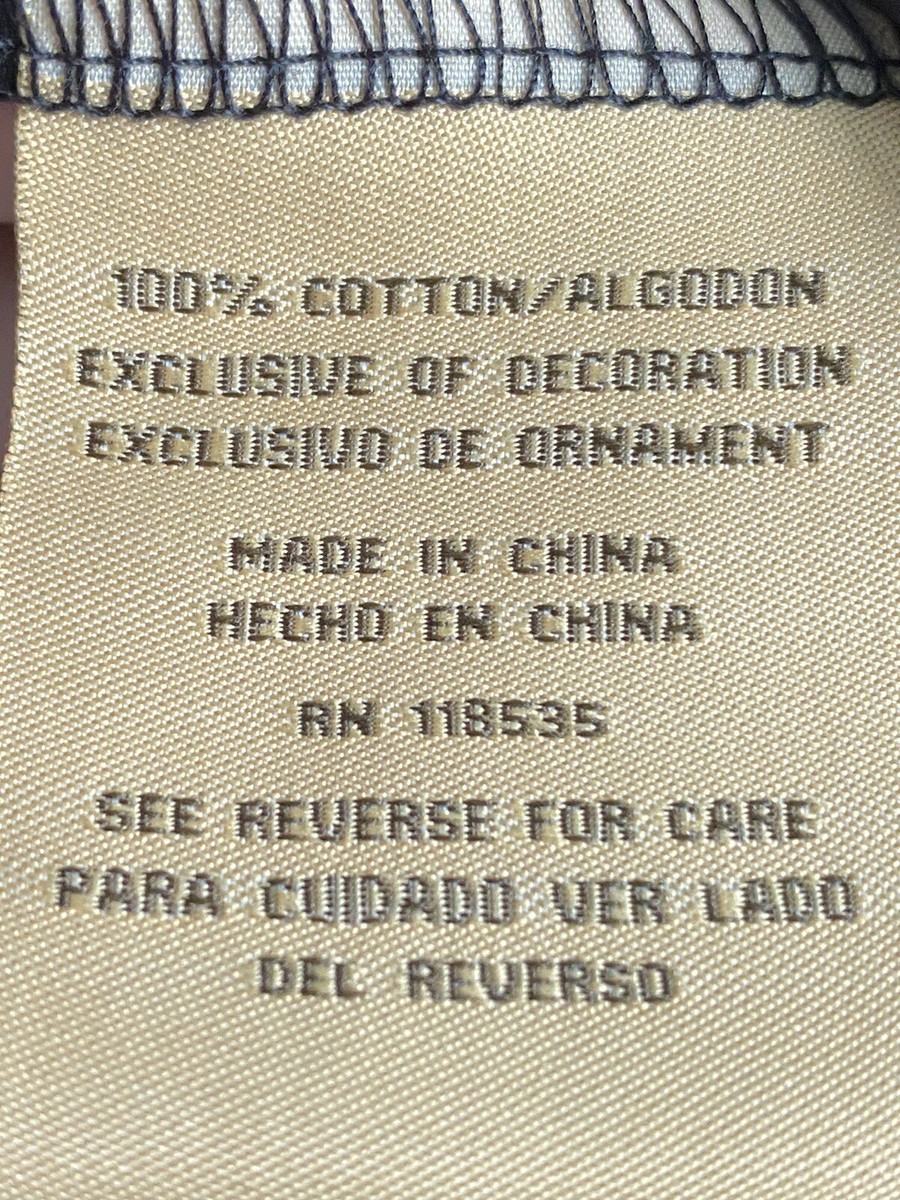 100% COTTON/ALGODON
EXCLUSIVE OF DECORATION
EXCLUSIVO DE ORNAMENT
MADE IN CHINA
HECHO EN CHINA
RN 118535
SEE REVERSE FOR CARE
PARA CUIDADO VER LADO
DEL REVERSO